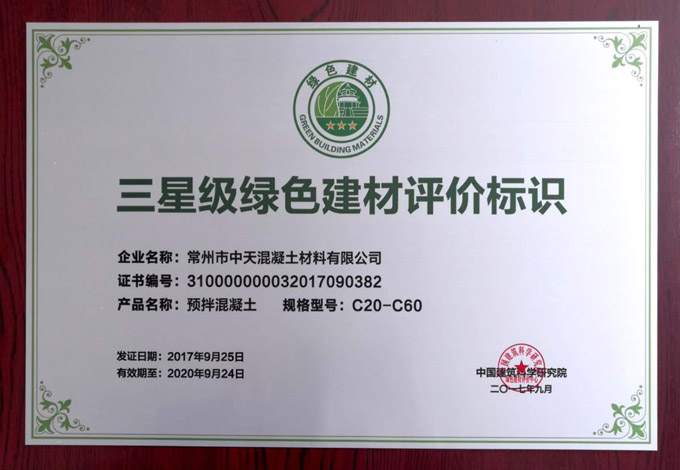 绿色建材
GREEN BUILDING MATERIALS
三星级绿色建材评价标识
企业名称：常州市中天混凝土材料有限公司
证书编号：310000000032017090382
产品名称：预拌混凝土 规格型号：C20-C60
发证日期：2017年9月25日
有效期至：2020年9月24日
中国建筑科学研究院
二〇一七年九月